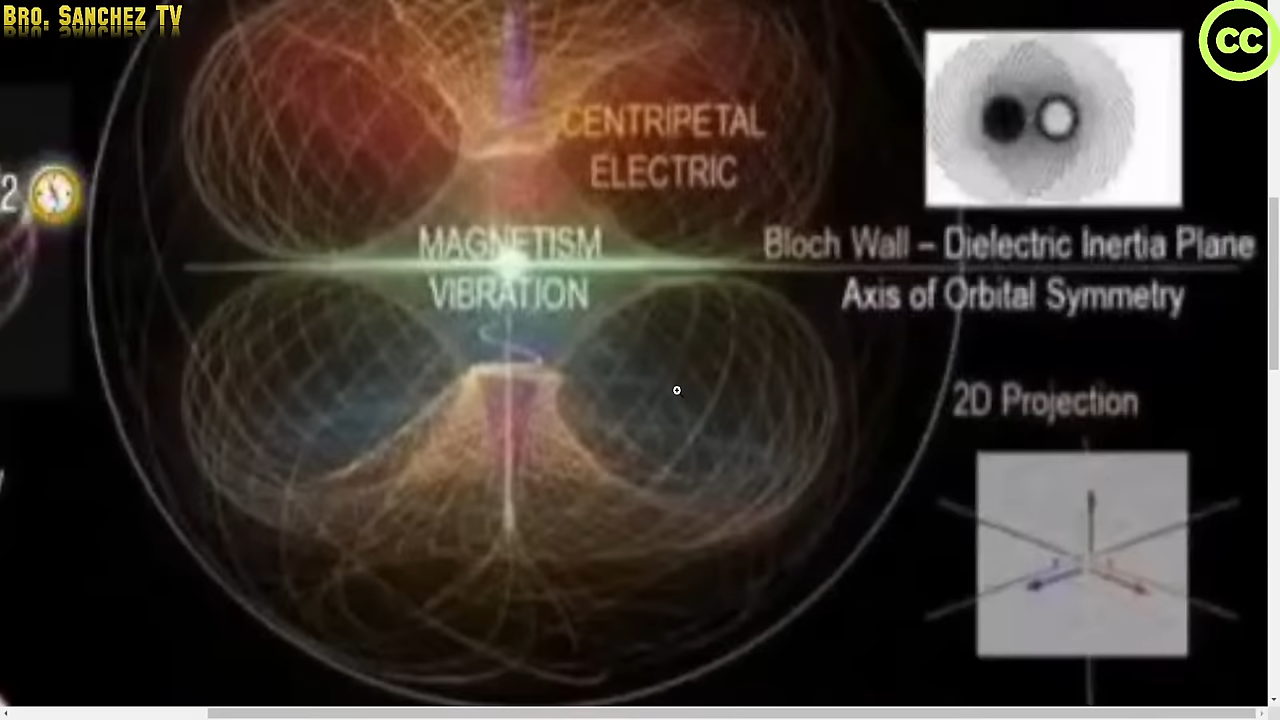 Bro. Sanchez TV
CC
CENTRIPETAL
ELECTRIC
2
MAGNETISM
VIBRATION
Bloch Wall – Dielectric Inertia Plane
Axis of Orbital Symmetry
2D Projection